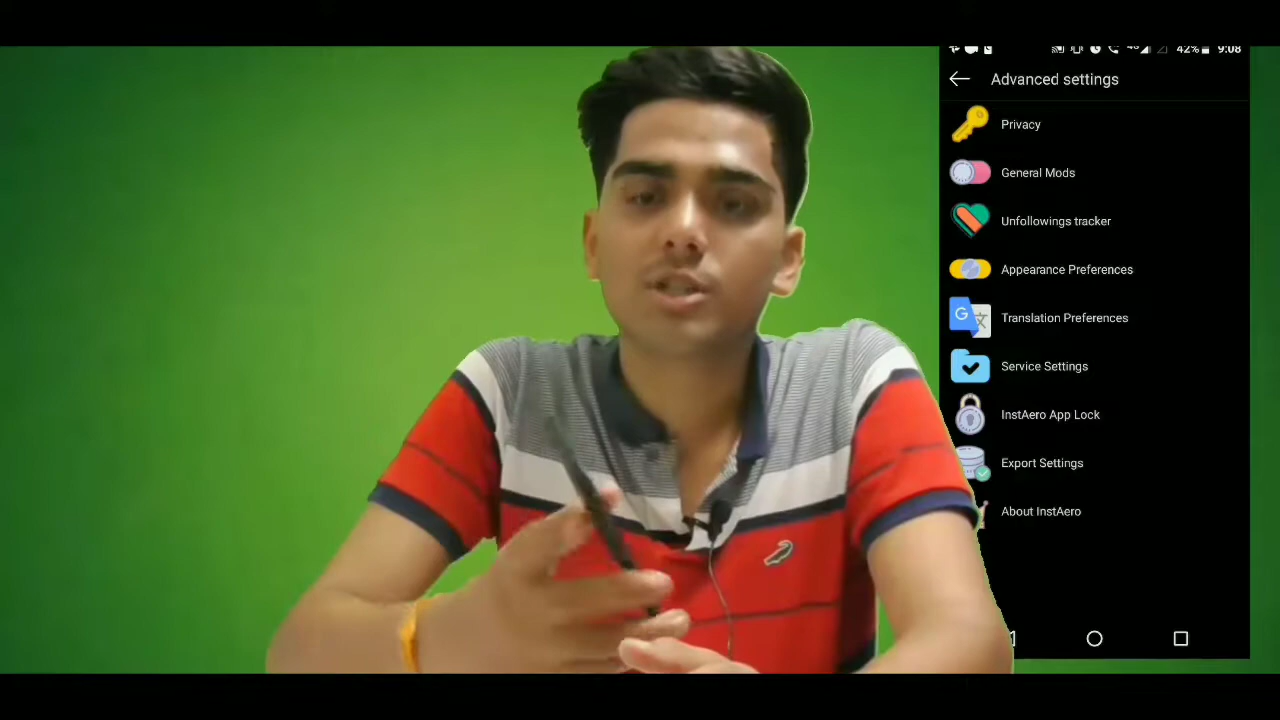 42% 9:08
Advanced settings
Privacy
General Mods
Unfollowings tracker
Appearance Preferences
G 文
Translation Preferences
Service Settings
InstAero App Lock
Export Settings
About InstAero